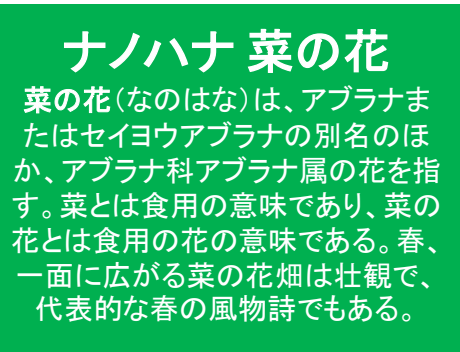 ナノハナ 菜の花
菜の花（なのはな）は、アブラナま
たはセイヨウアブラナの別名のほ
か、アブラナ科アブラナ属の花を指
す。菜とは食用の意味であり、菜の
花とは食用の花の意味である。春、
一面に広がる菜の花畑は壮観で、
代表的な春の風物詩でもある。